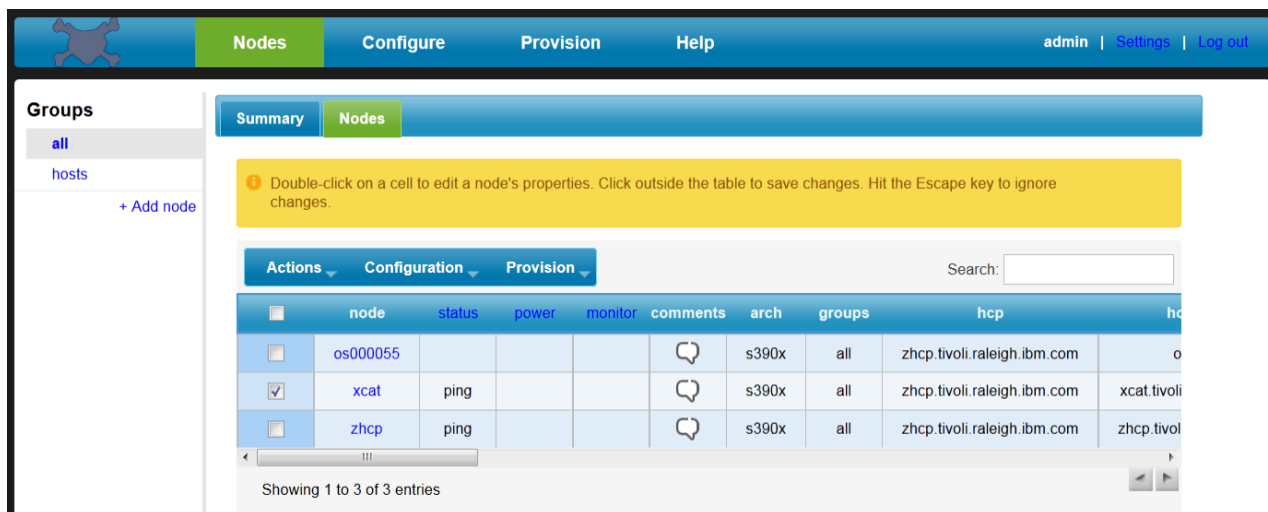 Nodes Configure Provision Help admin | Settings | Log out
Groups
all
hosts
+ Add node
Summary Nodes
Double-click on a cell to edit a node's properties. Click outside the table to save changes. Hit the Escape key to ignore
changes.
Actions Configuration Provision Search:
node status power monitor comments arch groups hcp
os000055 s390x all zhcp.tivoli.raleigh.ibm.com
xcat ping s390x all zhcp.tivoli.raleigh.ibm.com xcat.tivoli
zhcp ping s390x all zhcp.tivoli.raleigh.ibm.com zhcp.tivol
Showing 1 to 3 of 3 entries